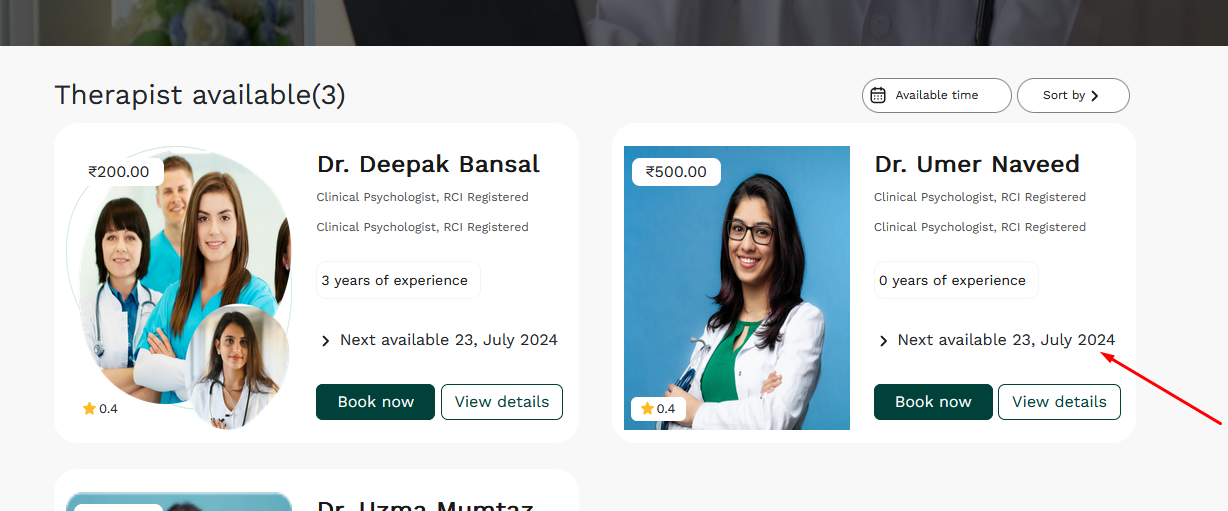 Therapist available(3)
Available time
Sort by
₹200.00
Dr. Deepak Bansal
Clinical Psychologist, RCI Registered
Clinical Psychologist, RCI Registered
3 years of experience
Next available 23, July 2024
0.4
Book now
View details
₹500.00
Dr. Umer Naveed
Clinical Psychologist, RCI Registered
Clinical Psychologist, RCI Registered
0 years of experience
Next available 23, July 2024
0.4
Book now
View details
Dr. Uzma Mumtaz